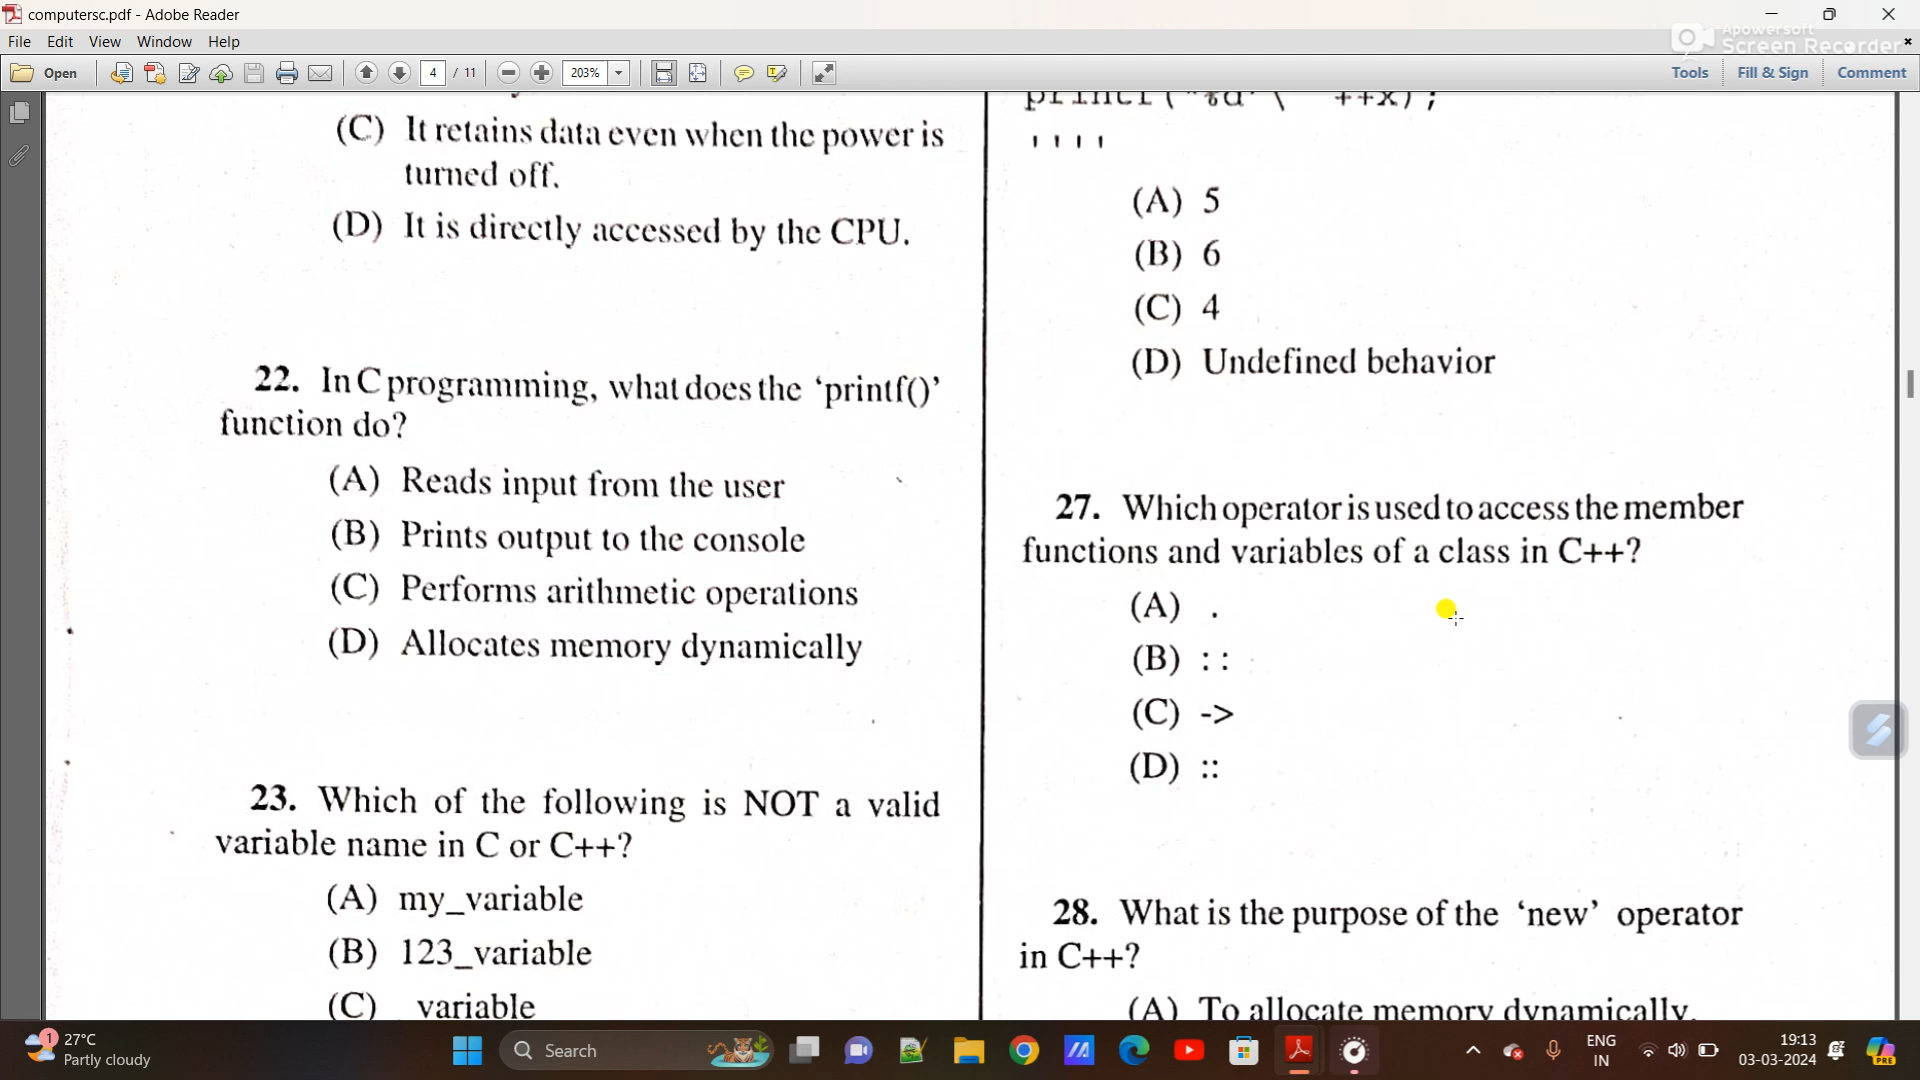 computersc.pdf - Adobe Reader
Apowersoft
Screen Recorder
File Edit View Window Help
Open 4 / 11 203% Tools Fill & Sign Comment
(C) It retains data even when the power is
turned off.
(D) It is directly accessed by the CPU.
22. In C programming, what does the ‘printf()’
function do?
(A) Reads input from the user
(B) Prints output to the console
(C) Performs arithmetic operations
(D) Allocates memory dynamically
23. Which of the following is NOT a valid
variable name in C or C++?
(A) my_variable
(B) 123_variable
(C) variable
++x) ;
(A) 5
(B) 6
(C) 4
(D) Undefined behavior
27. Which operator is used to access the member
functions and variables of a class in C++?
(A) .
(B) : :
(C) ->
(D) ::
28. What is the purpose of the ‘new’ operator
in C++?
(A) To allocate memory dynamically.
1
27°C
Partly cloudy
Search
PRE
ENG
IN
19:13
03-03-2024